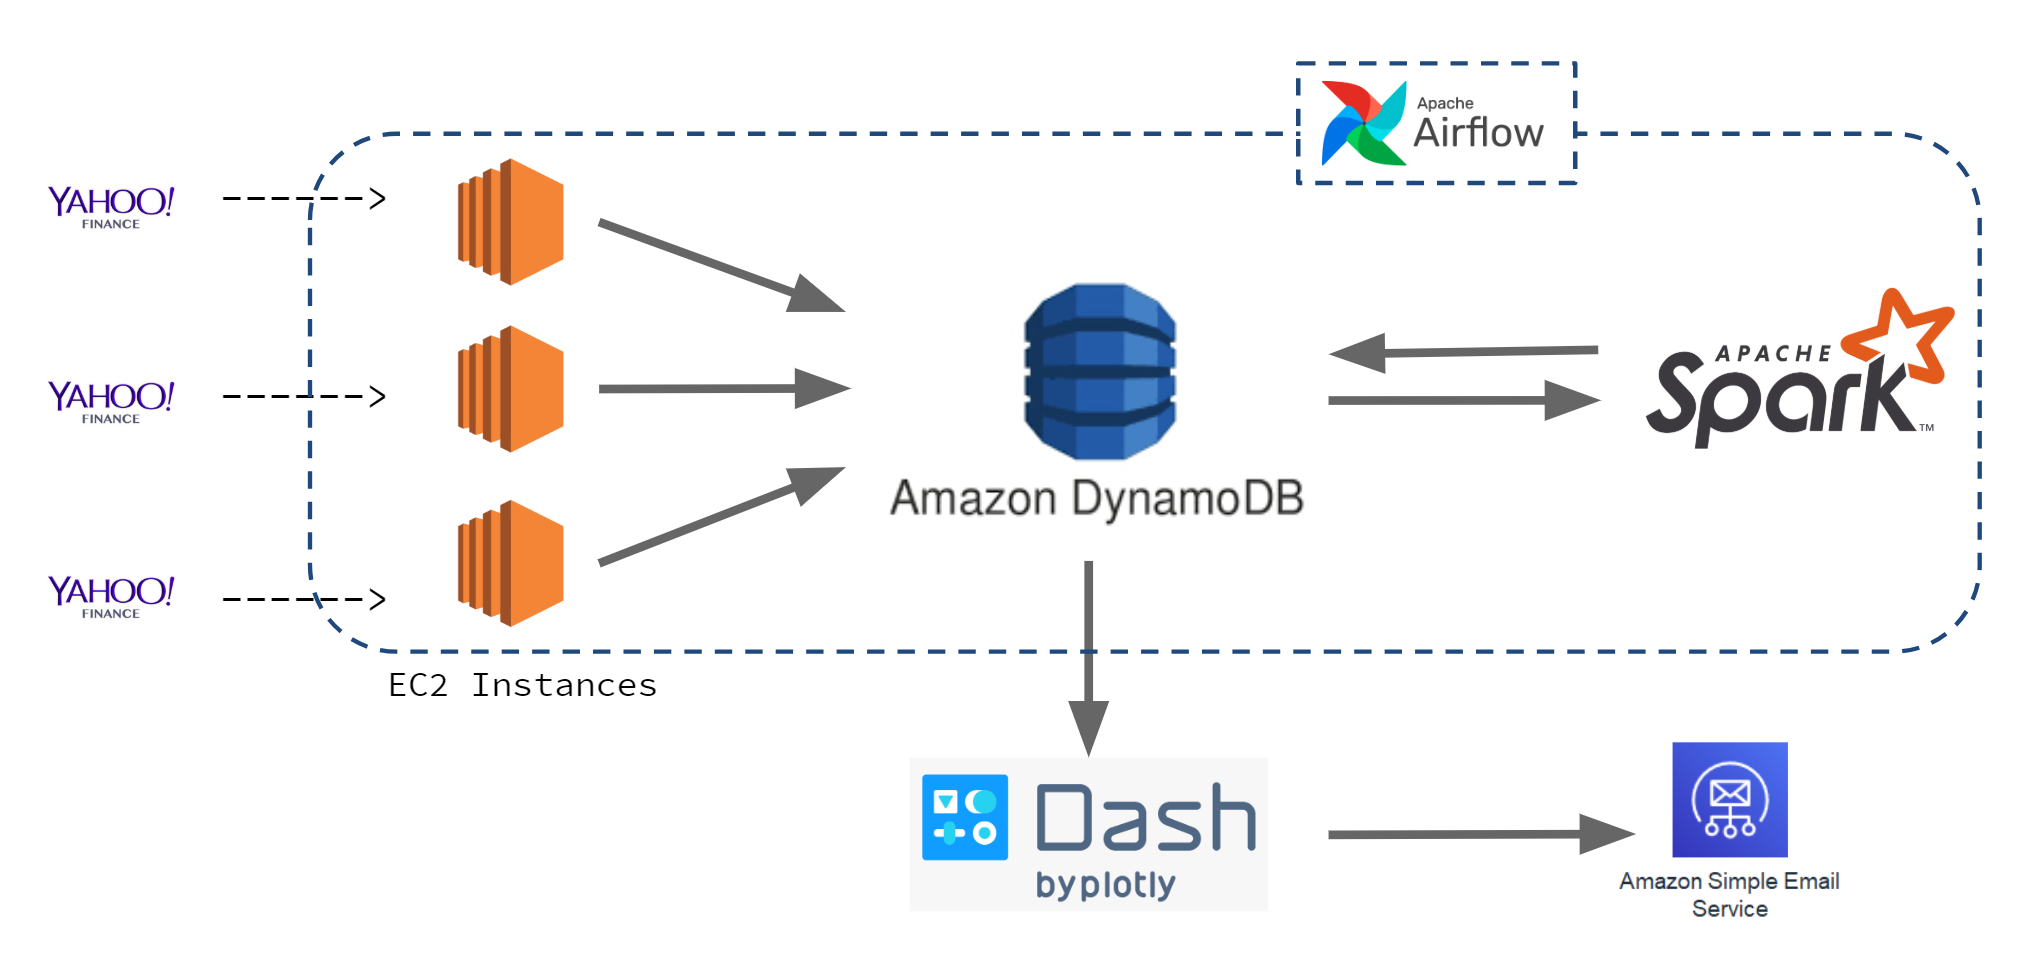 Apache
Airflow
YAHOO!
FINANCE
YAHOO!
FINANCE
YAHOO!
FINANCE
APACHE
Spark™
Amazon DynamoDB
EC2 Instances
Dash
byplotly
Amazon Simple Email
Service